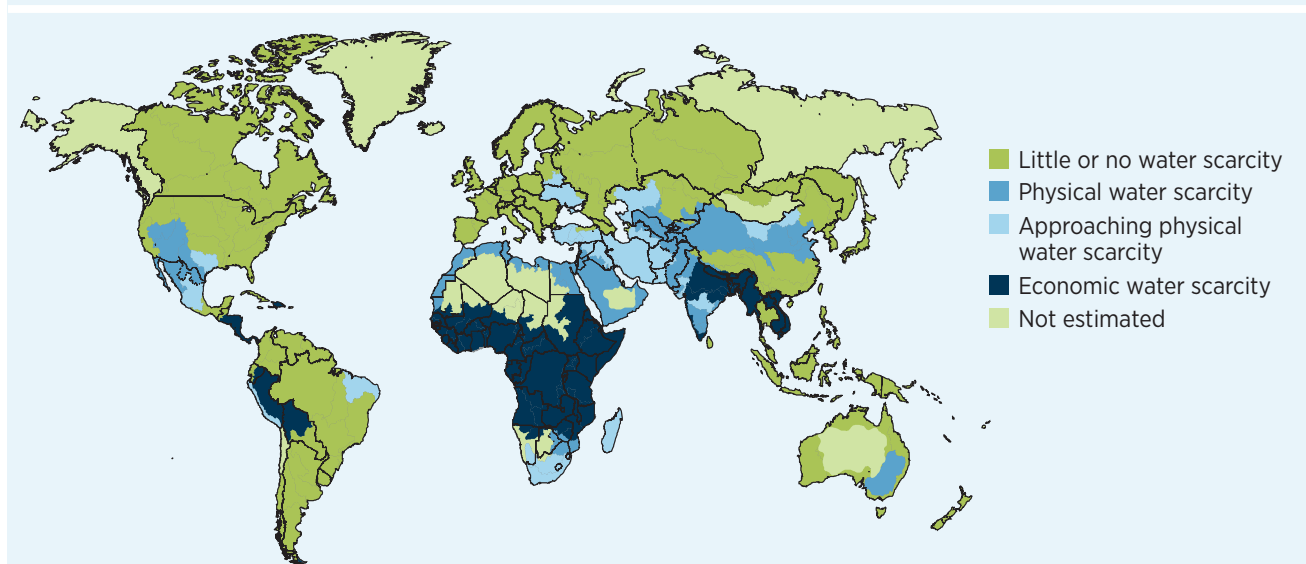 Little or no water scarcity
Physical water scarcity
Approaching physical
water scarcity
Economic water scarcity
Not estimated